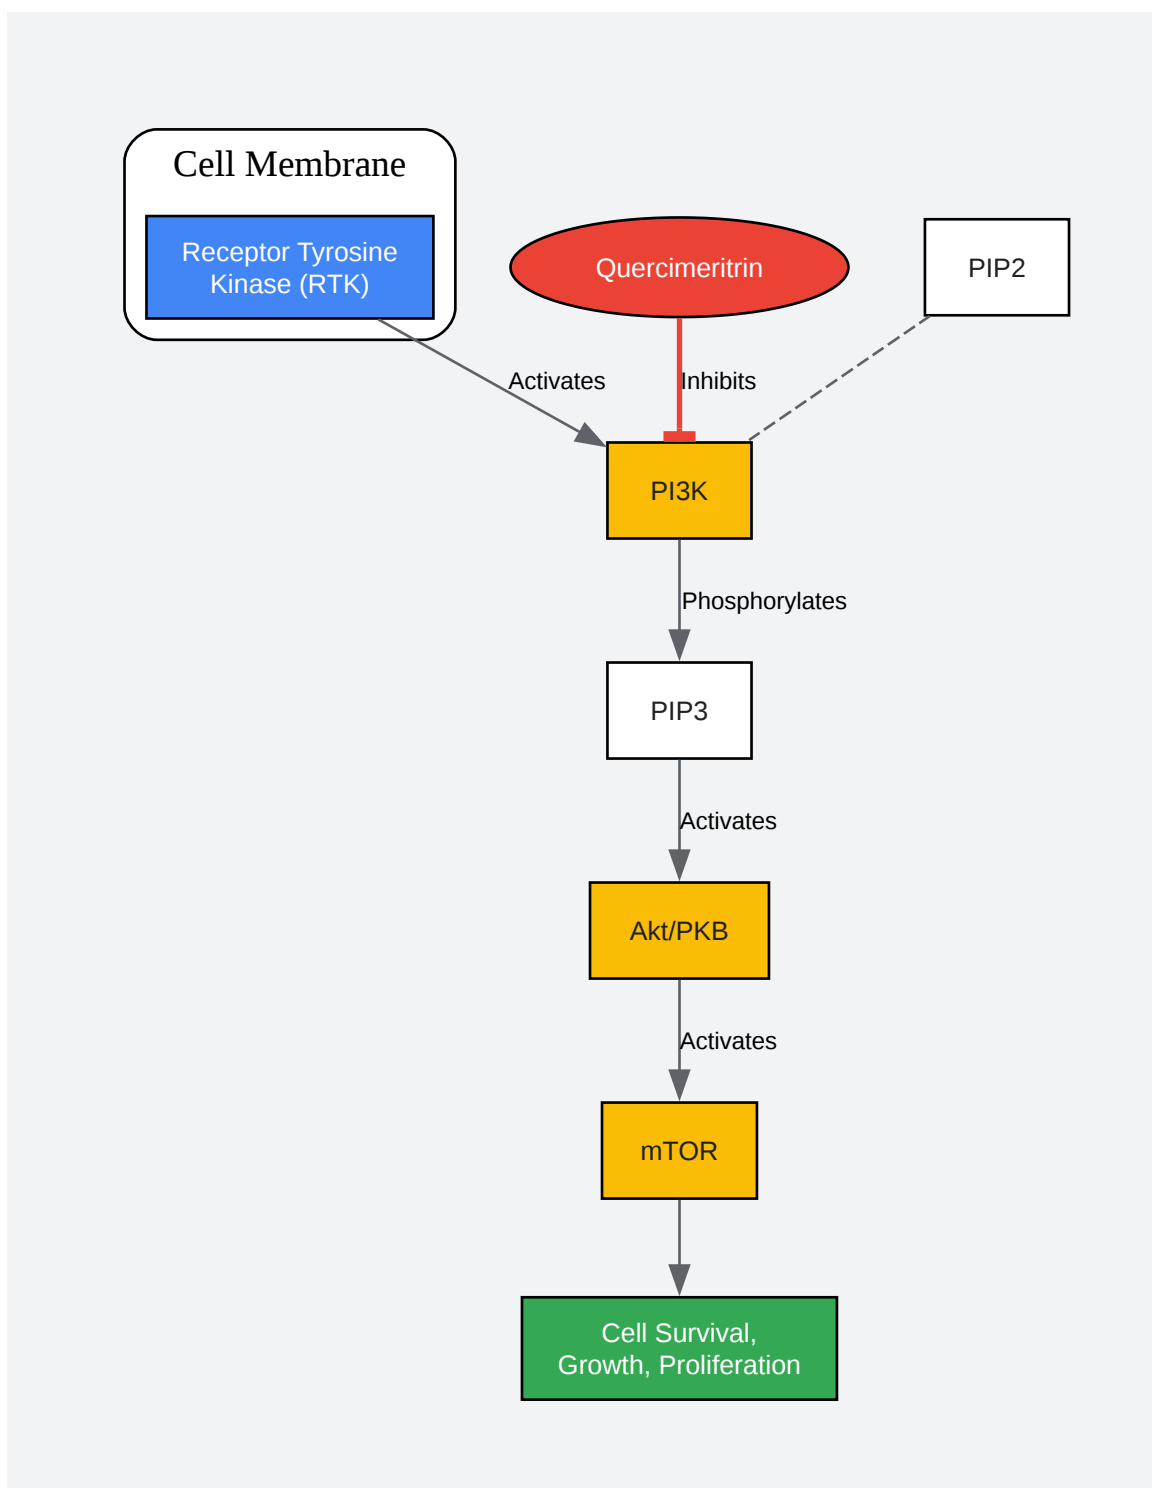 Cell Membrane
Receptor Tyrosine
Kinase (RTK)
Quercimeritrin
PIP2
Activates
Inhibits
PI3K
Phosphorylates
PIP3
Activates
Akt/PKB
Activates
mTOR
Cell Survival,
Growth, Proliferation